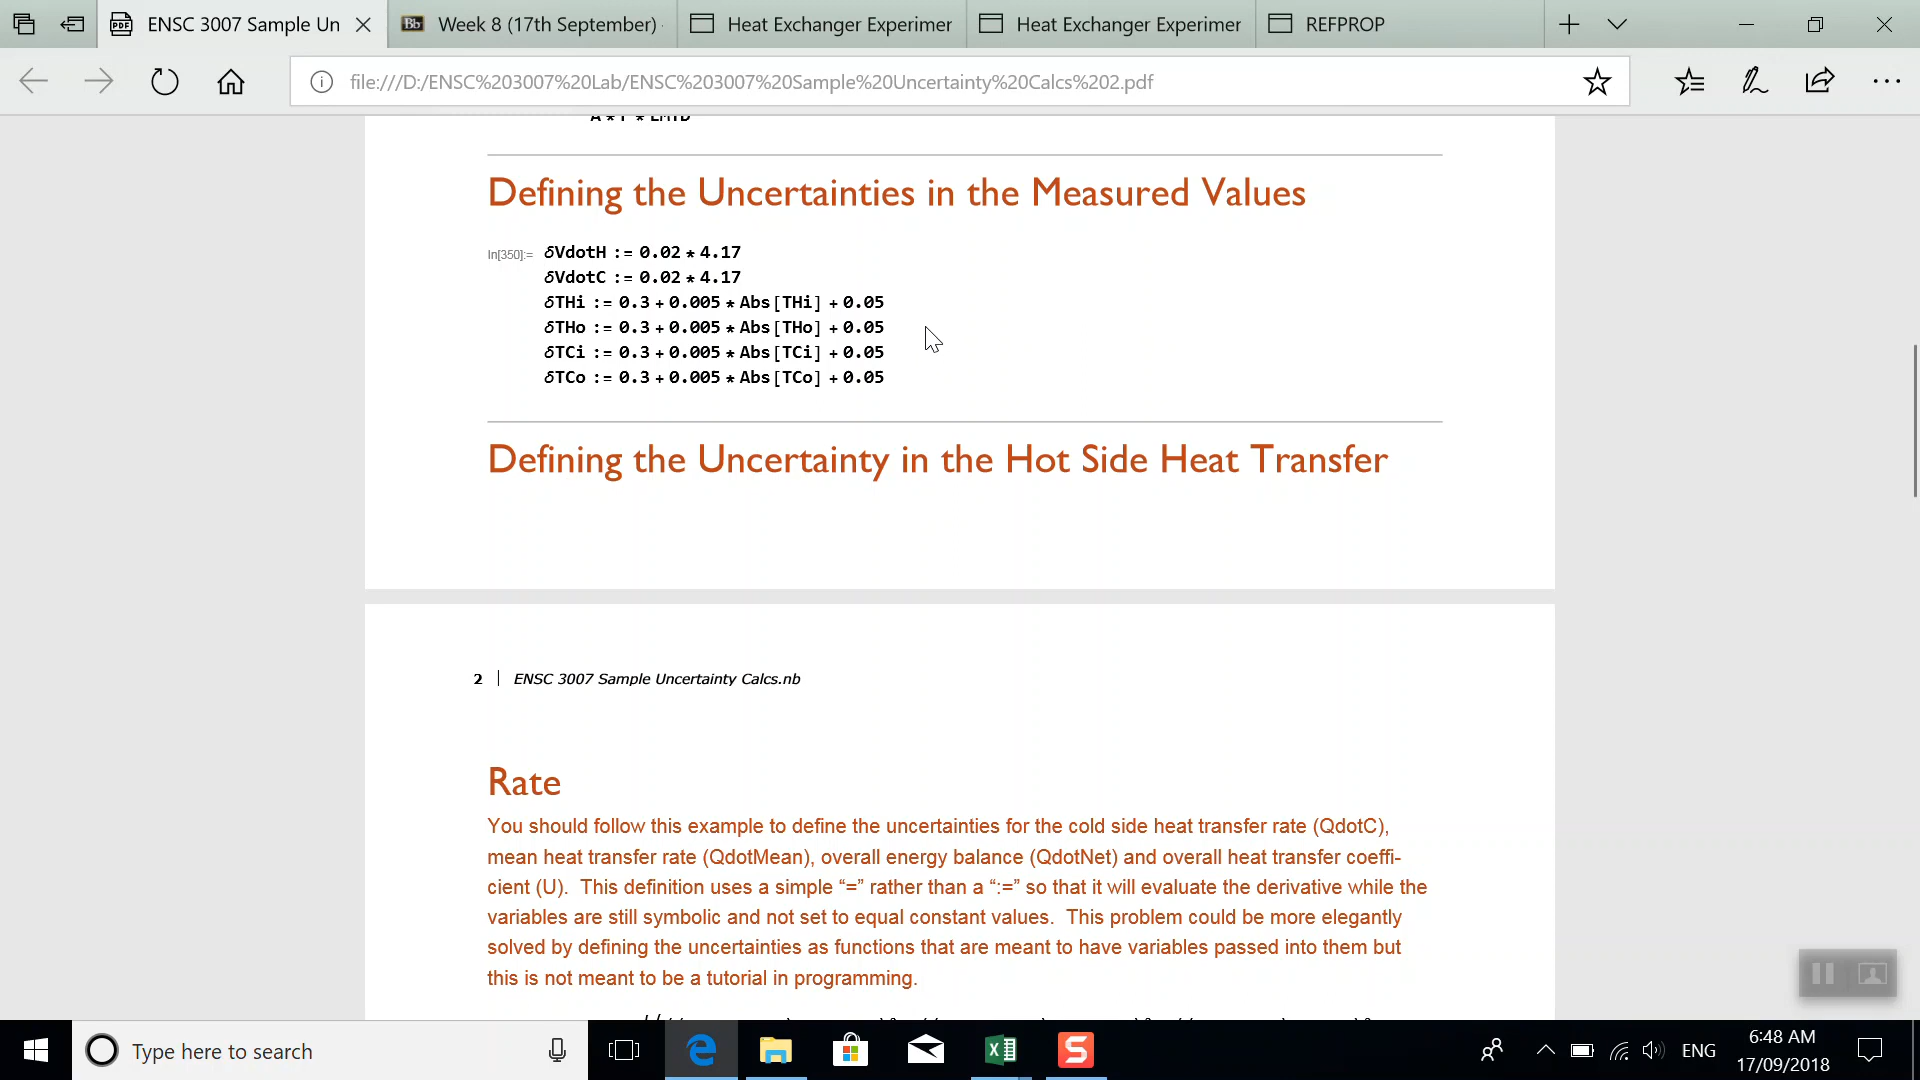 ENSC 3007 Sample Un
Week 8 (17th September)
Heat Exchanger Experimer
Heat Exchanger Experimer
REFPROP
file:///D:/ENSC%203007%20Lab/ENSC%203007%20Sample%20Uncertainty%20Calcs%202.pdf
Defining the Uncertainties in the Measured Values
In[350]:= δVdotH := 0.02 * 4.17
δVdotC := 0.02 * 4.17
δTHi := 0.3 + 0.005 * Abs[THi] + 0.05
δTHo := 0.3 + 0.005 * Abs[THo] + 0.05
δTCi := 0.3 + 0.005 * Abs[TCi] + 0.05
δTCo := 0.3 + 0.005 * Abs[TCo] + 0.05
Defining the Uncertainty in the Hot Side Heat Transfer
2 | ENSC 3007 Sample Uncertainty Calcs.nb
Rate
You should follow this example to define the uncertainties for the cold side heat transfer rate (QdotC),
mean heat transfer rate (QdotMean), overall energy balance (QdotNet) and overall heat transfer coeffi-
cient (U). This definition uses a simple “=” rather than a “:=” so that it will evaluate the derivative while the
variables are still symbolic and not set to equal constant values. This problem could be more elegantly
solved by defining the uncertainties as functions that are meant to have variables passed into them but
this is not meant to be a tutorial in programming.
Type here to search
ENG
6:48 AM
17/09/2018